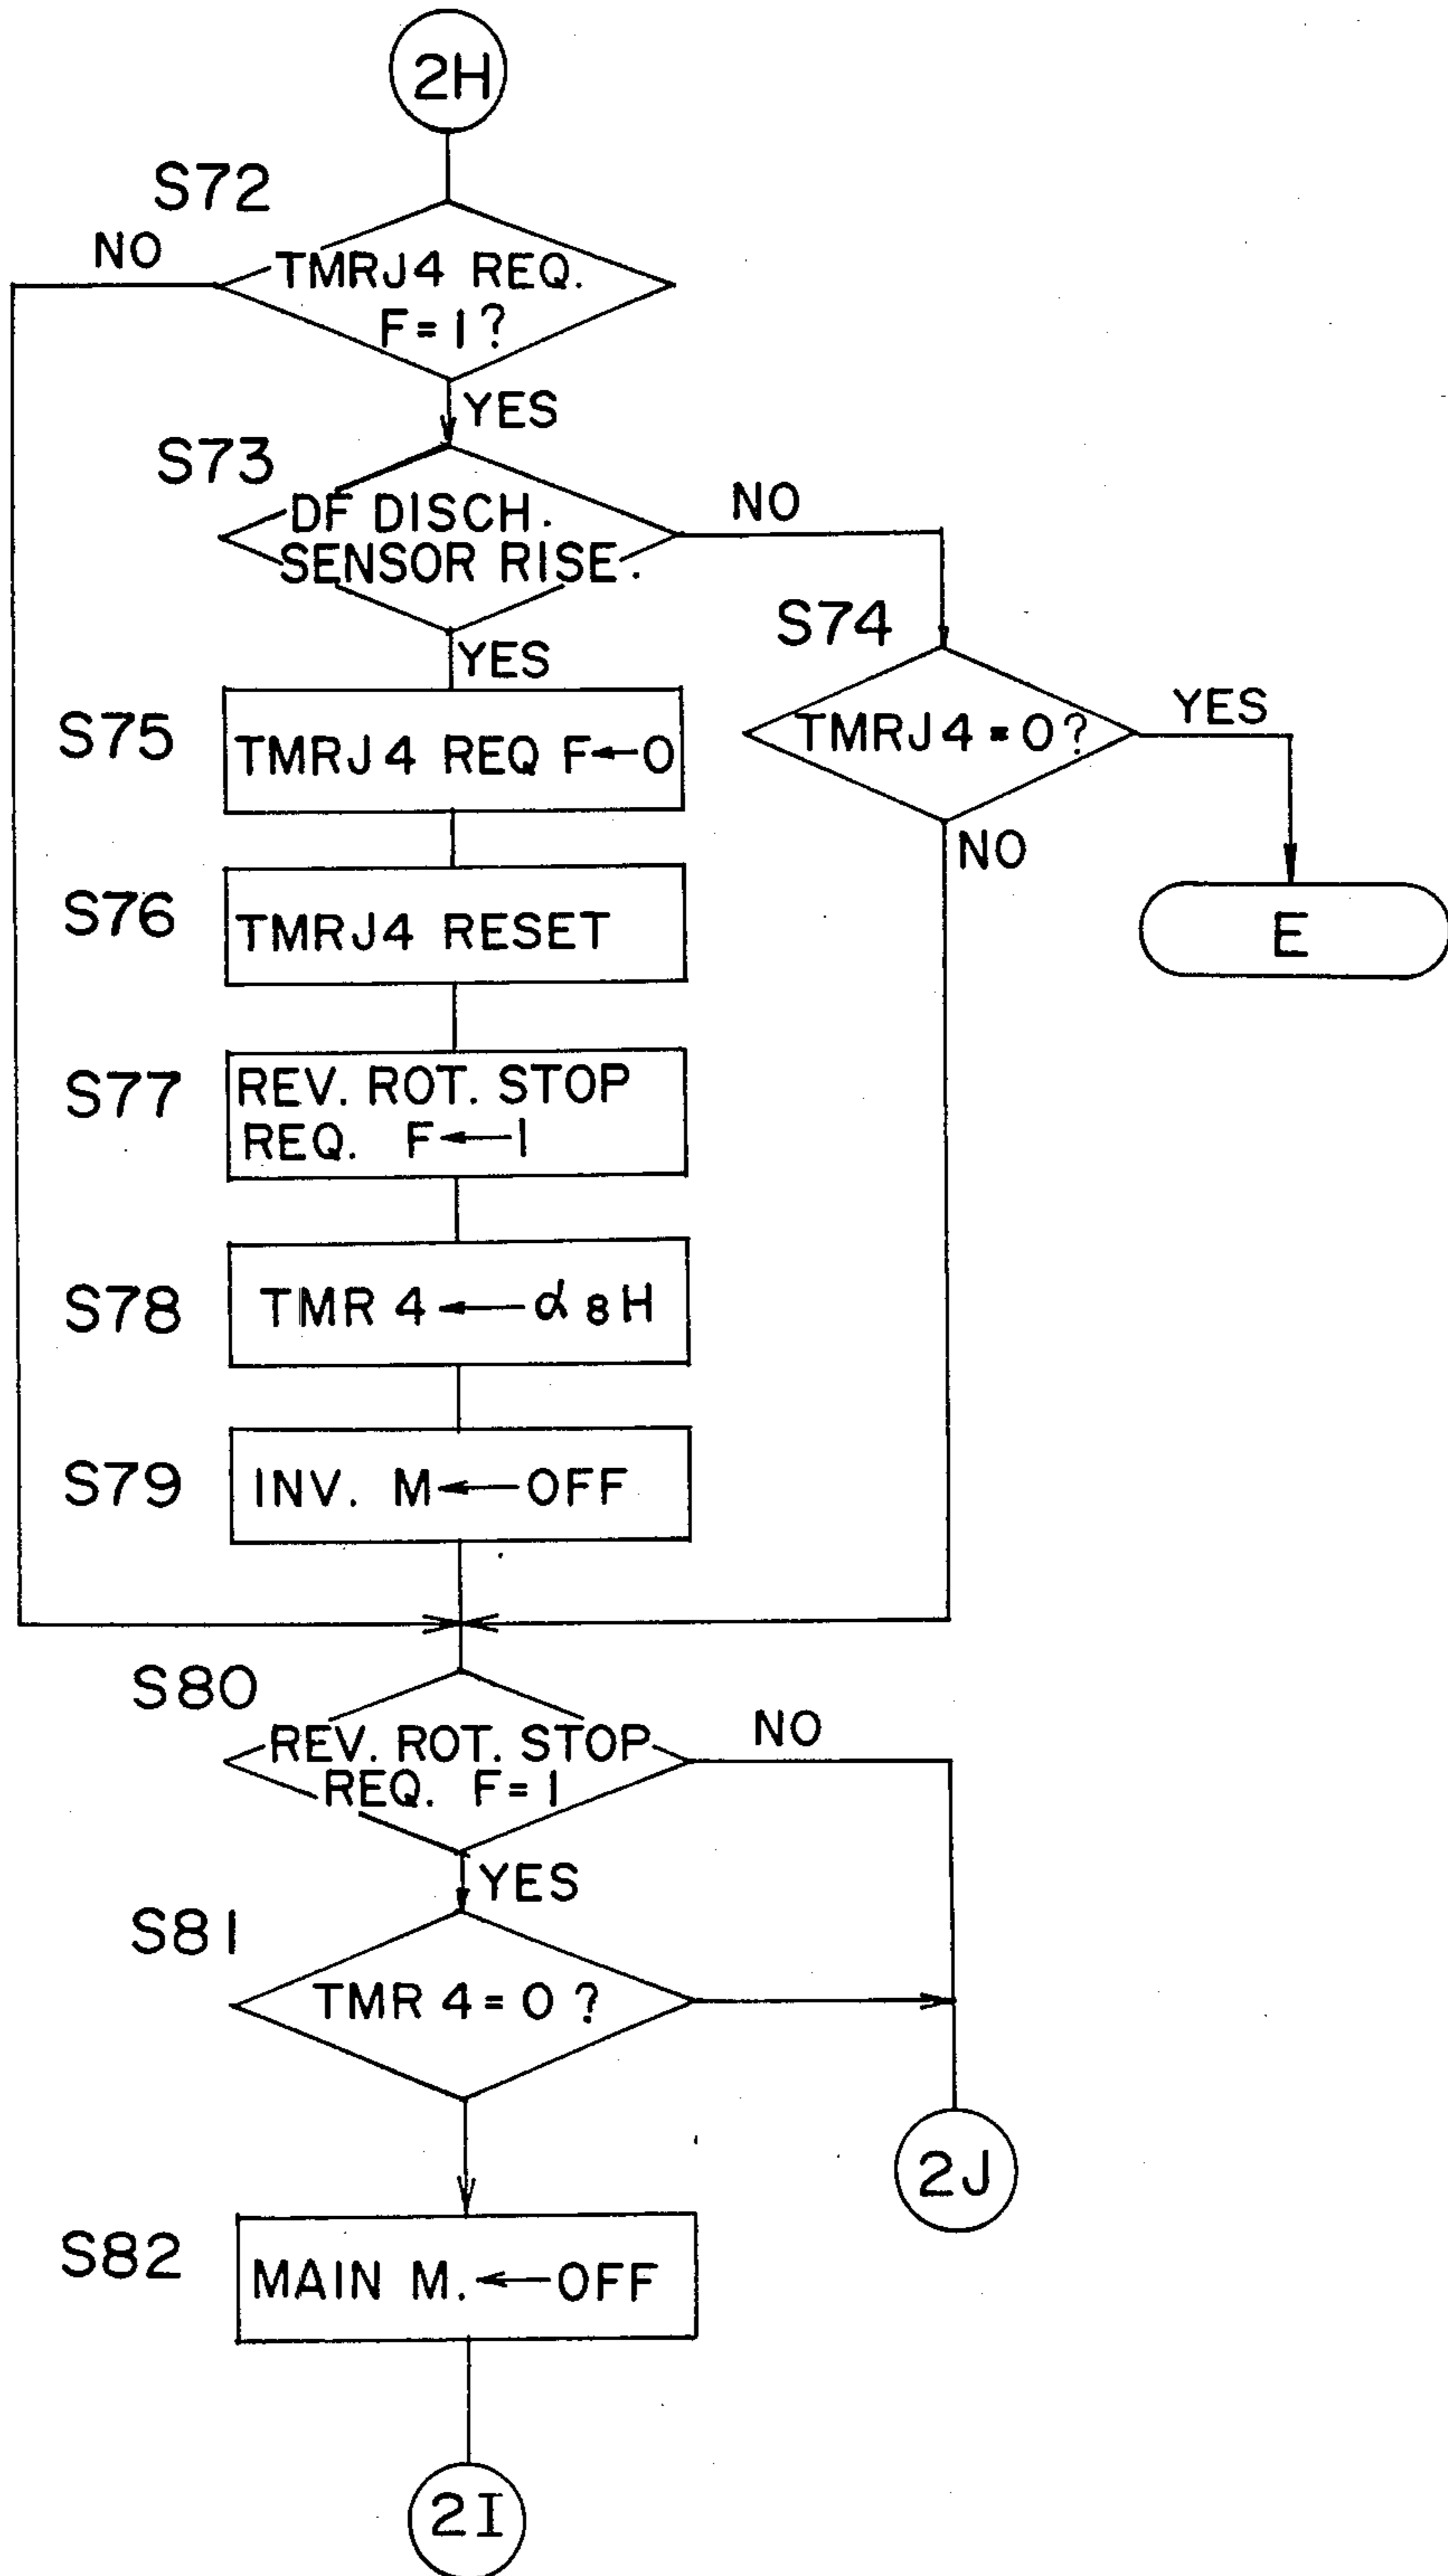 2H
S72
NO
TMRJ4 REQ.
F=1?
YES
S73
DF DISCH.
SENSOR RISE.
NO
S74
TMRJ4=0?
YES
E
NO
YES
S75
TMRJ4 REQ F←0
S76
TMRJ4 RESET
S77
REV. ROT. STOP
REQ. F←1
S78
TMR 4←α8H
S79
INV. M←OFF
S80
REV. ROT. STOP
REQ. F=1
NO
YES
S81
TMR 4=0?
2J
S82
MAIN M.←OFF
2I